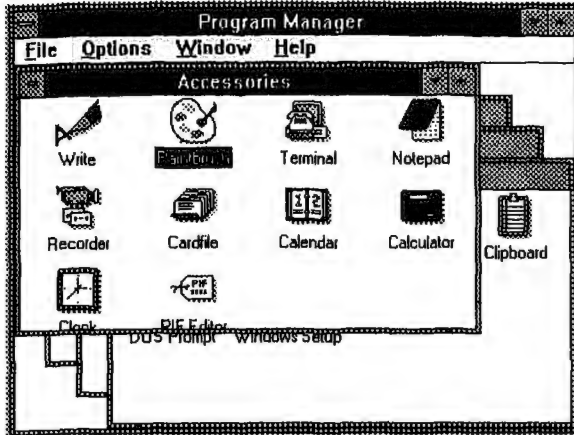 Program Manager
File Options Window Help
Accessories
Write Paintbrush Terminal Notepad
Recorder Cardfile Calendar Calculator
Clipboard
Clock PIF Editor
DOS Prompt Windows Setup